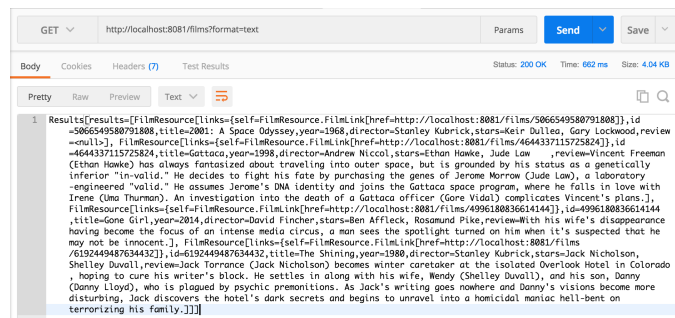 GET http://localhost:8081/films?format=text Params Send Save
Body Cookies Headers (7) Test Results Status: 200 OK Time: 662 ms Size: 4.04 KB
Pretty Raw Preview Text
1 Results[results=[FilmResource[links={self=FilmResource.FilmLink[href=http://localhost:8081/films/5066549580791808]},id
=5066549580791808,title=2001: A Space Odyssey,year=1968,director=Stanley Kubrick,stars=Keir Dullea, Gary Lockwood,review
=<null>], FilmResource[links={self=FilmResource.FilmLink[href=http://localhost:8081/films/4644337115725824]},id
=4644337115725824,title=Gattaca,year=1998,director=Andrew Niccol,stars=Ethan Hawke, Jude Law ,review=Vincent Freeman
(Ethan Hawke) has always fantasized about traveling into outer space, but is grounded by his status as a genetically
inferior "in-valid." He decides to fight his fate by purchasing the genes of Jerome Morrow (Jude Law), a laboratory
-engineered "valid." He assumes Jerome's DNA identity and joins the Gattaca space program, where he falls in love with
Irene (Uma Thurman). An investigation into the death of a Gattaca officer (Gore Vidal) complicates Vincent's plans.],
FilmResource[links={self=FilmResource.FilmLink[href=http://localhost:8081/films/4996180836614144]},id=4996180836614144
,title=Gone Girl,year=2014,director=David Fincher,stars=Ben Affleck, Rosamund Pike,review=With his wife's disappearance
having become the focus of an intense media circus, a man sees the spotlight turned on him when it's suspected that he
may not be innocent.], FilmResource[links={self=FilmResource.FilmLink[href=http://localhost:8081/films
/6192449487634432]},id=6192449487634432,title=The Shining,year=1980,director=Stanley Kubrick,stars=Jack Nicholson,
Shelley Duvall,review=Jack Torrance (Jack Nicholson) becomes winter caretaker at the isolated Overlook Hotel in Colorado
, hoping to cure his writer's block. He settles in along with his wife, Wendy (Shelley Duvall), and his son, Danny
(Danny Lloyd), who is plagued by psychic premonitions. As Jack's writing goes nowhere and Danny's visions become more
disturbing, Jack discovers the hotel's dark secrets and begins to unravel into a homicidal maniac hell-bent on
terrorizing his family.]]]